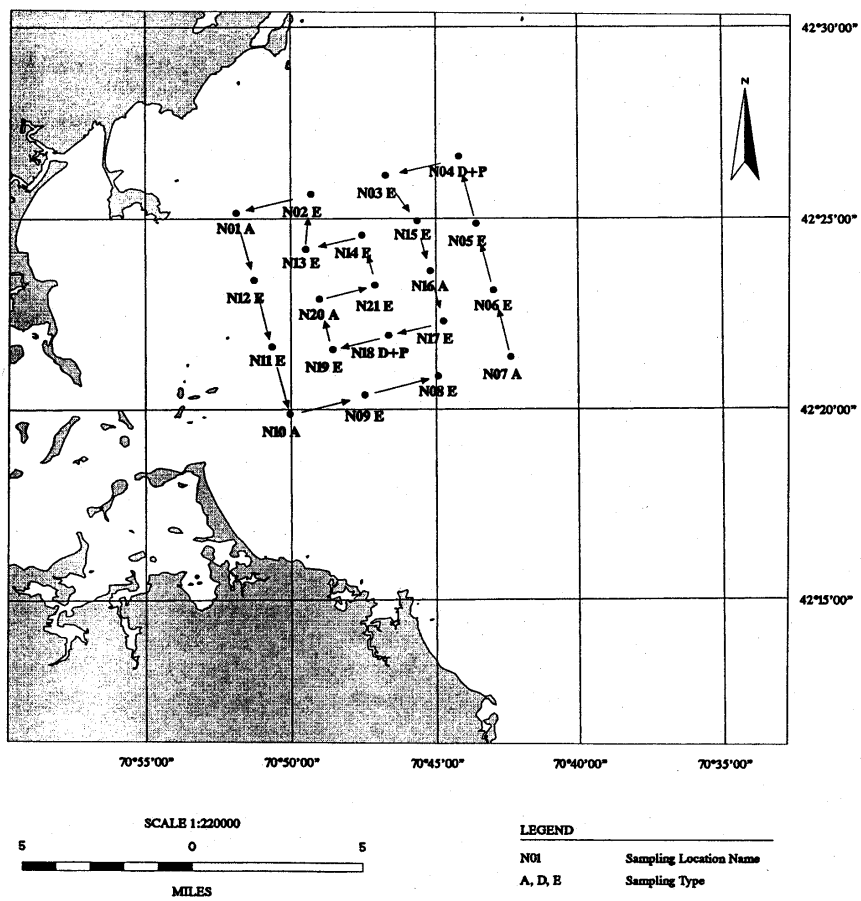 42°30'00"
N
N04 D+P
N03 E
N02 E
N01 A
42°25'00"
N15 E
N05 E
N14 E
N13 E
N16 A
N12 E
N21 E
N06 E
N20 A
N17 E
N18 D+P
N11 E
N19 E
N07 A
N08 E
N09 E
42°20'00"
N10 A
42°15'00"
70°55'00"
70°50'00"
70°45'00"
70°40'00"
70°35'00"
SCALE 1:220000
5 0 5
MILES
LEGEND
N01 Sampling Location Name
A, D, E Sampling Type